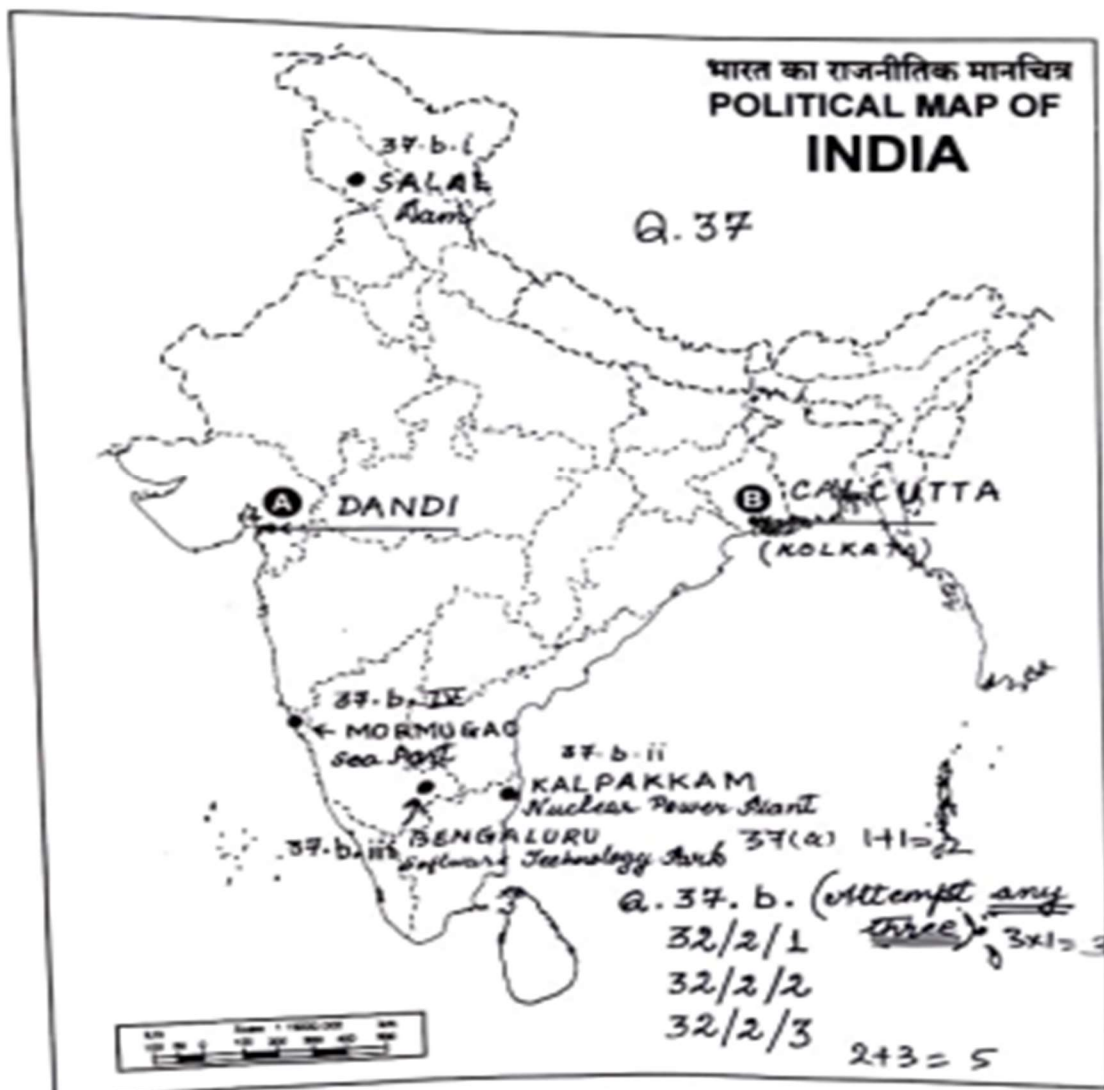 भारत का राजनीतिक मानचित्र
POLITICAL MAP OF
INDIA
37-b-i
SALAL
Dam
Q. 37
A DANDI
B CALCUTTA
(KOLKATA)
37-b-IV
← MORMUGAO
Sea Port
37-b-ii
KALPAKKAM
Nuclear Power Plant
37-b-iii BENGALURU
Software Technology Park
37(a) 1+1=2
Q. 37. b. (Attempt any
three) 3x1=3
32/2/1
32/2/2
32/2/3
2+3 = 5